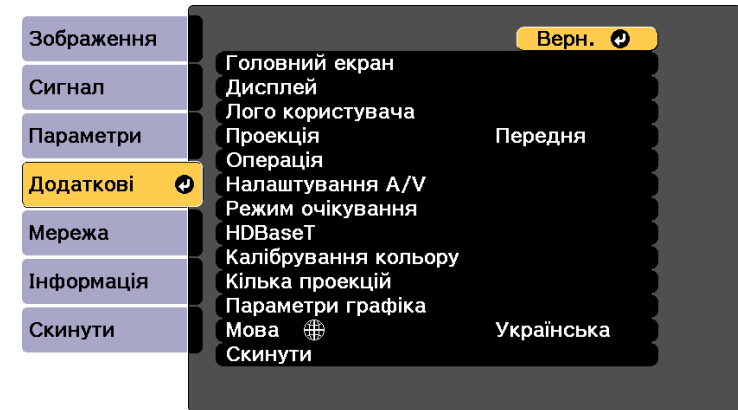 Зображення
Сигнал
Параметри
Додаткові
Мережа
Інформація
Скинути
Верн.
Головний екран
Дисплей
Лого користувача
Проекція Передня
Операція
Налаштування A/V
Режим очікування
HDBaseT
Калібрування кольору
Кілька проекцій
Параметри графіка
Мова Українська
Скинути